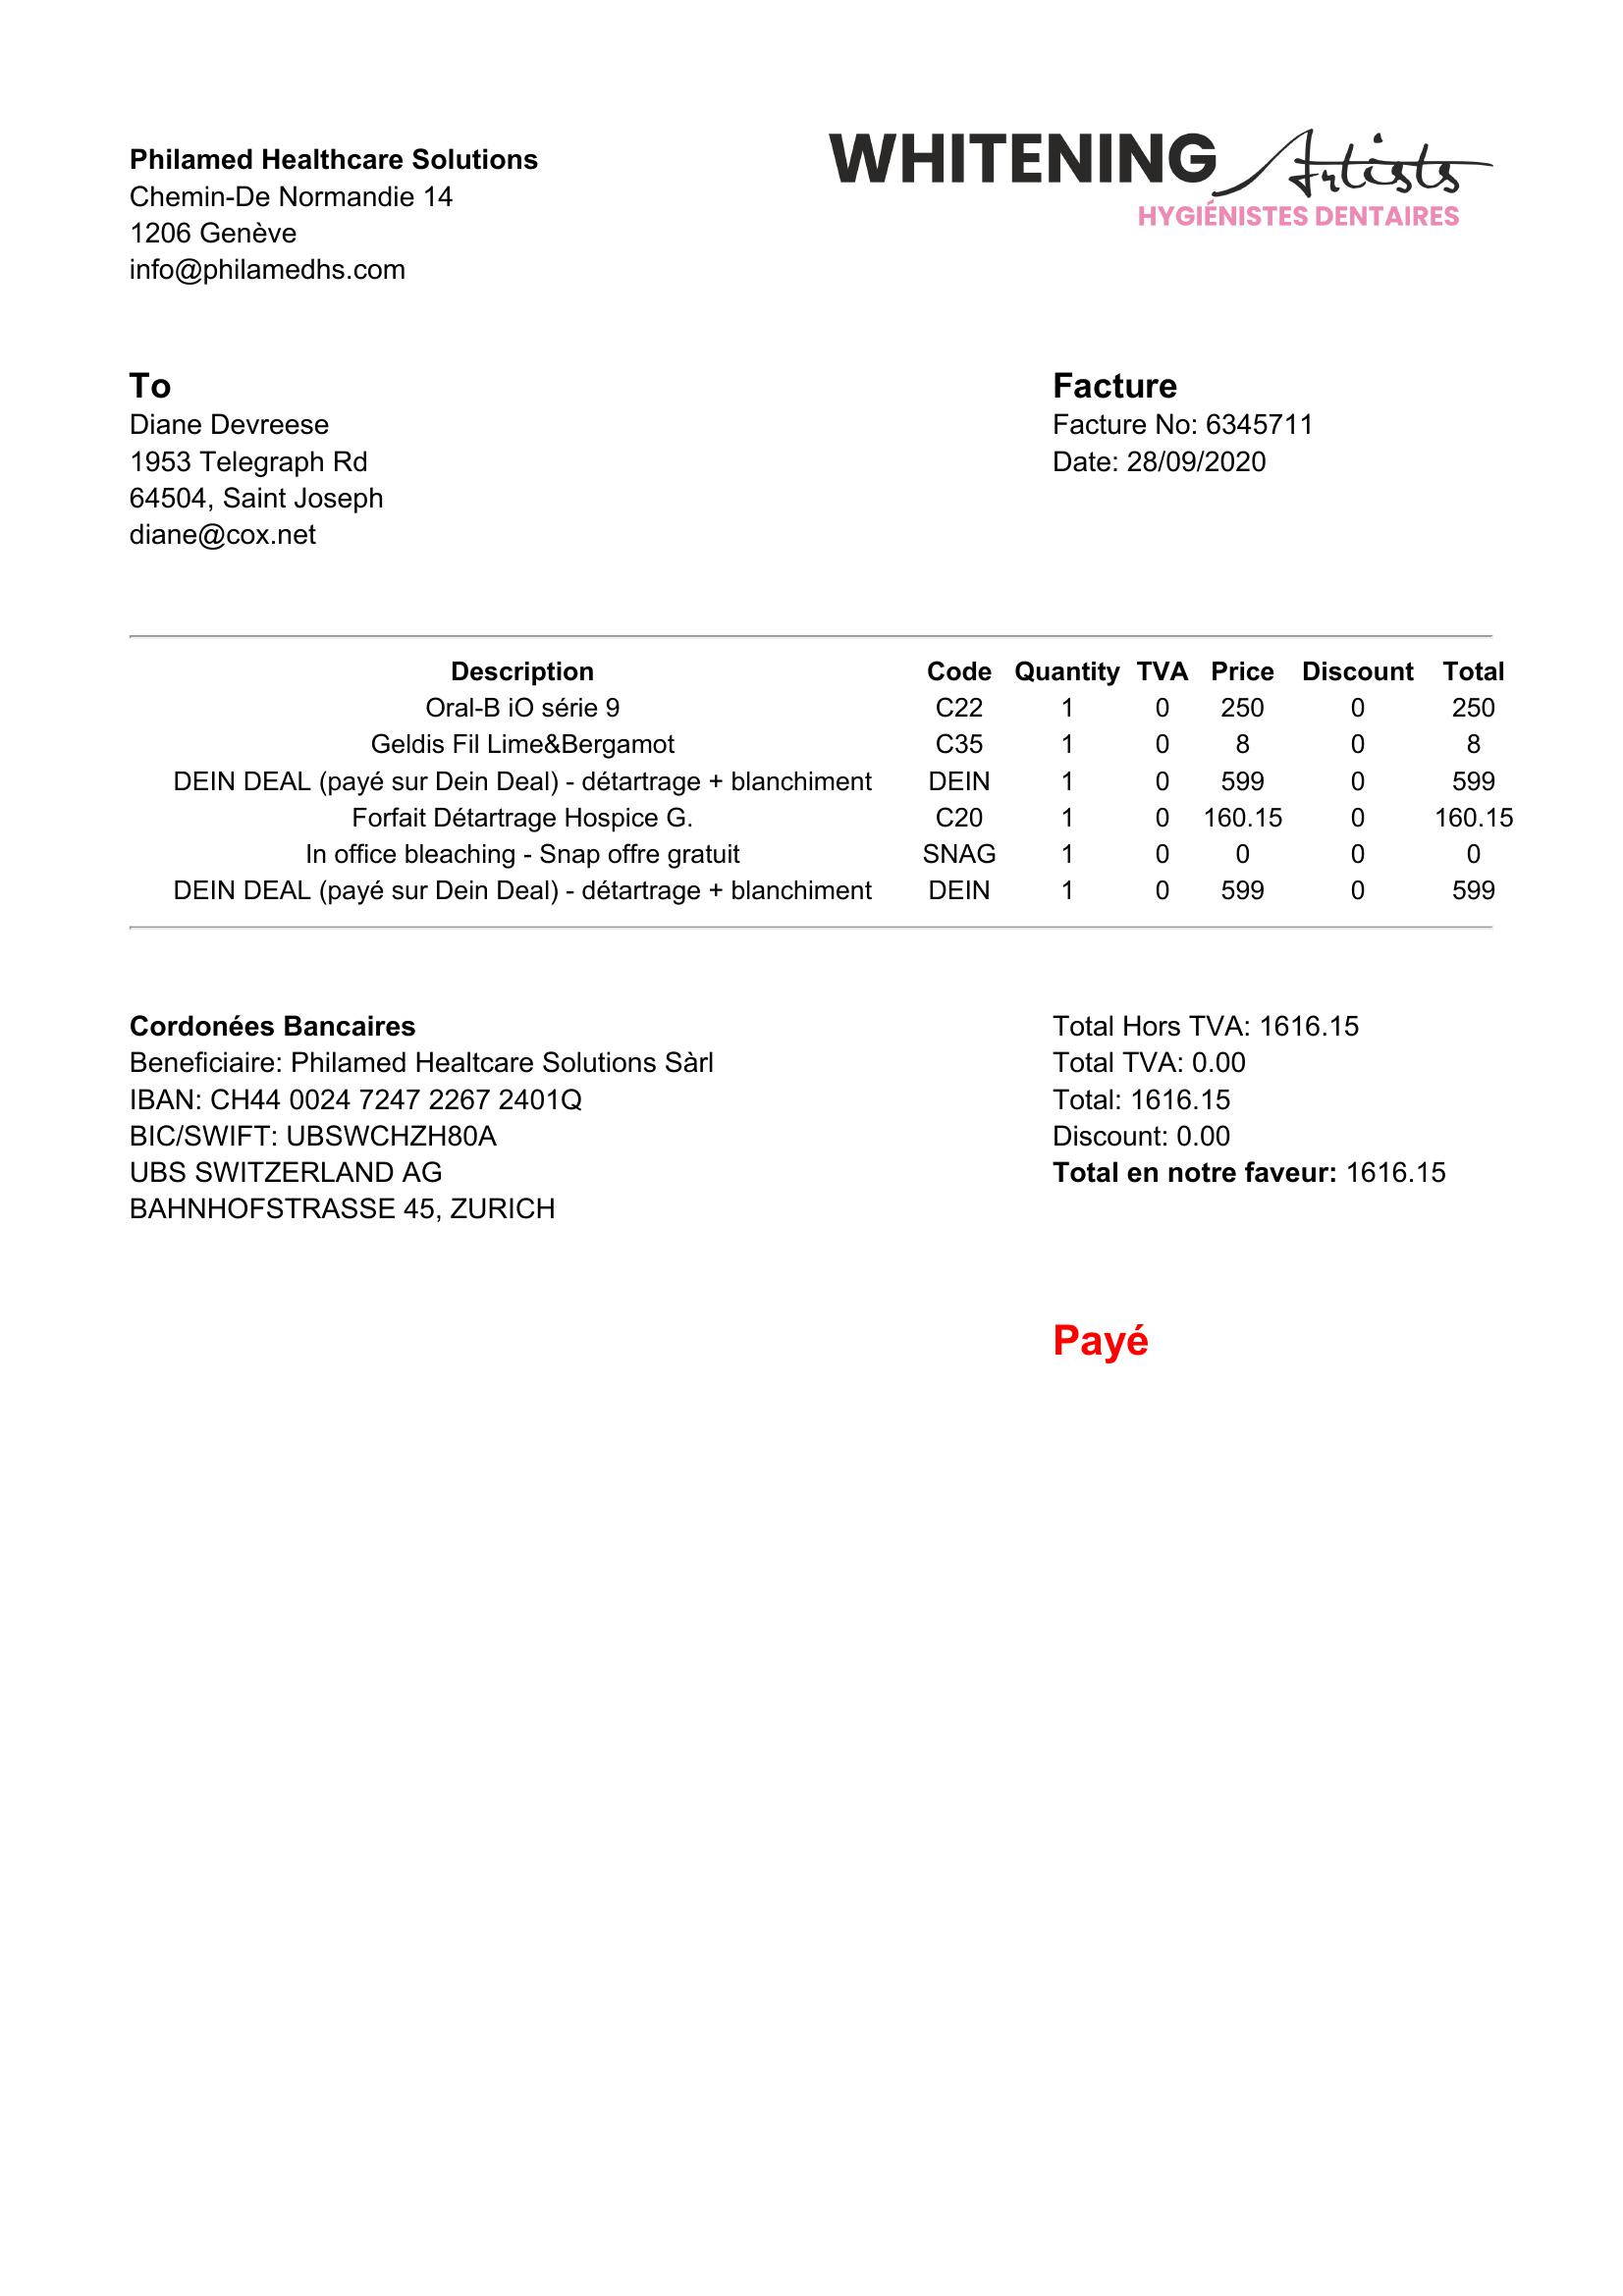 Philamed Healthcare Solutions
Chemin-De Normandie 14
1206 Genève
info@philamedhs.com
WHITENING Artists
HYGIÉNISTES DENTAIRES
To
Diane Devreese
1953 Telegraph Rd
64504, Saint Joseph
diane@cox.net
Facture
Facture No: 6345711
Date: 28/09/2020
Description Code Quantity TVA Price Discount Total
Oral-B iO série 9 C22 1 0 250 0 250
Geldis Fil Lime&Bergamot C35 1 0 8 0 8
DEIN DEAL (payé sur Dein Deal) - détartrage + blanchiment DEIN 1 0 599 0 599
Forfait Détartrage Hospice G. C20 1 0 160.15 0 160.15
In office bleaching - Snap offre gratuit SNAG 1 0 0 0 0
DEIN DEAL (payé sur Dein Deal) - détartrage + blanchiment DEIN 1 0 599 0 599
Cordonées Bancaires
Beneficiaire: Philamed Healtcare Solutions Sàrl
IBAN: CH44 0024 7247 2267 2401Q
BIC/SWIFT: UBSWCHZH80A
UBS SWITZERLAND AG
BAHNHOFSTRASSE 45, ZURICH
Total Hors TVA: 1616.15
Total TVA: 0.00
Total: 1616.15
Discount: 0.00
Total en notre faveur: 1616.15
Payé